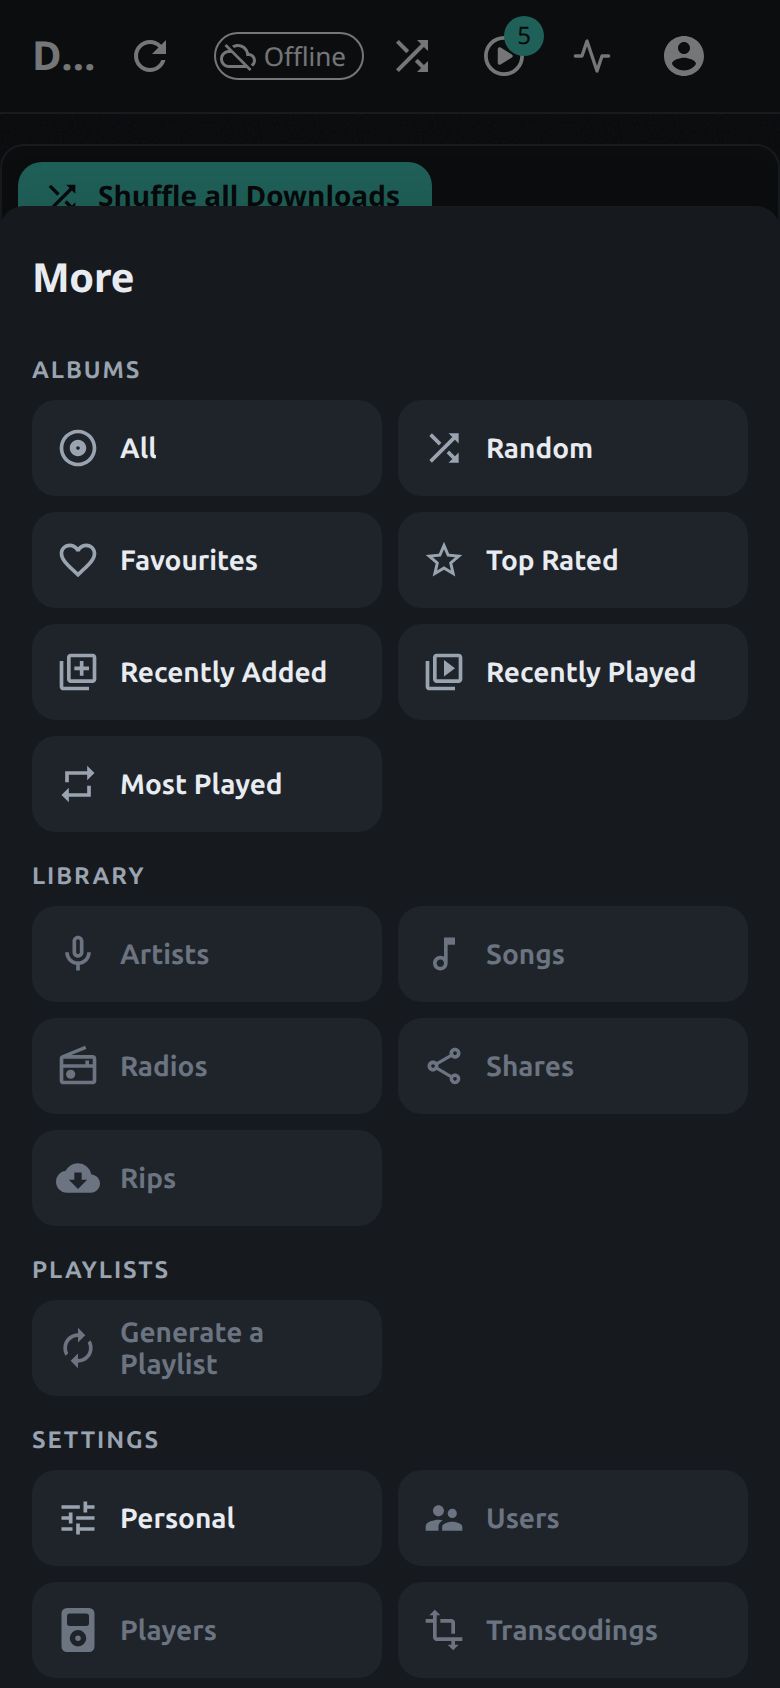 D...
Offline
5
Shuffle all Downloads
More
ALBUMS
All
Random
Favourites
Top Rated
Recently Added
Recently Played
Most Played
LIBRARY
Artists
Songs
Radios
Shares
Rips
PLAYLISTS
Generate a
Playlist
SETTINGS
Personal
Users
Players
Transcodings